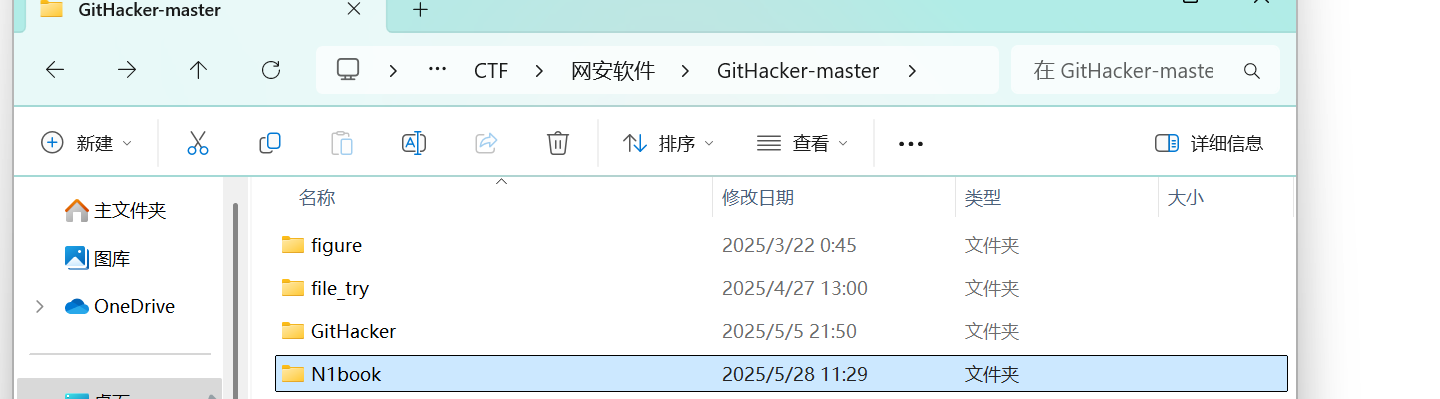 GitHacker-master
CTF 网安软件 GitHacker-master 在 GitHacker-maste
新建 排序 查看 详细信息
名称 修改日期 类型 大小
主文件夹
图库
OneDrive
figure 2025/3/22 0:45 文件夹
file_try 2025/4/27 13:00 文件夹
GitHacker 2025/5/5 21:50 文件夹
N1book 2025/5/28 11:29 文件夹